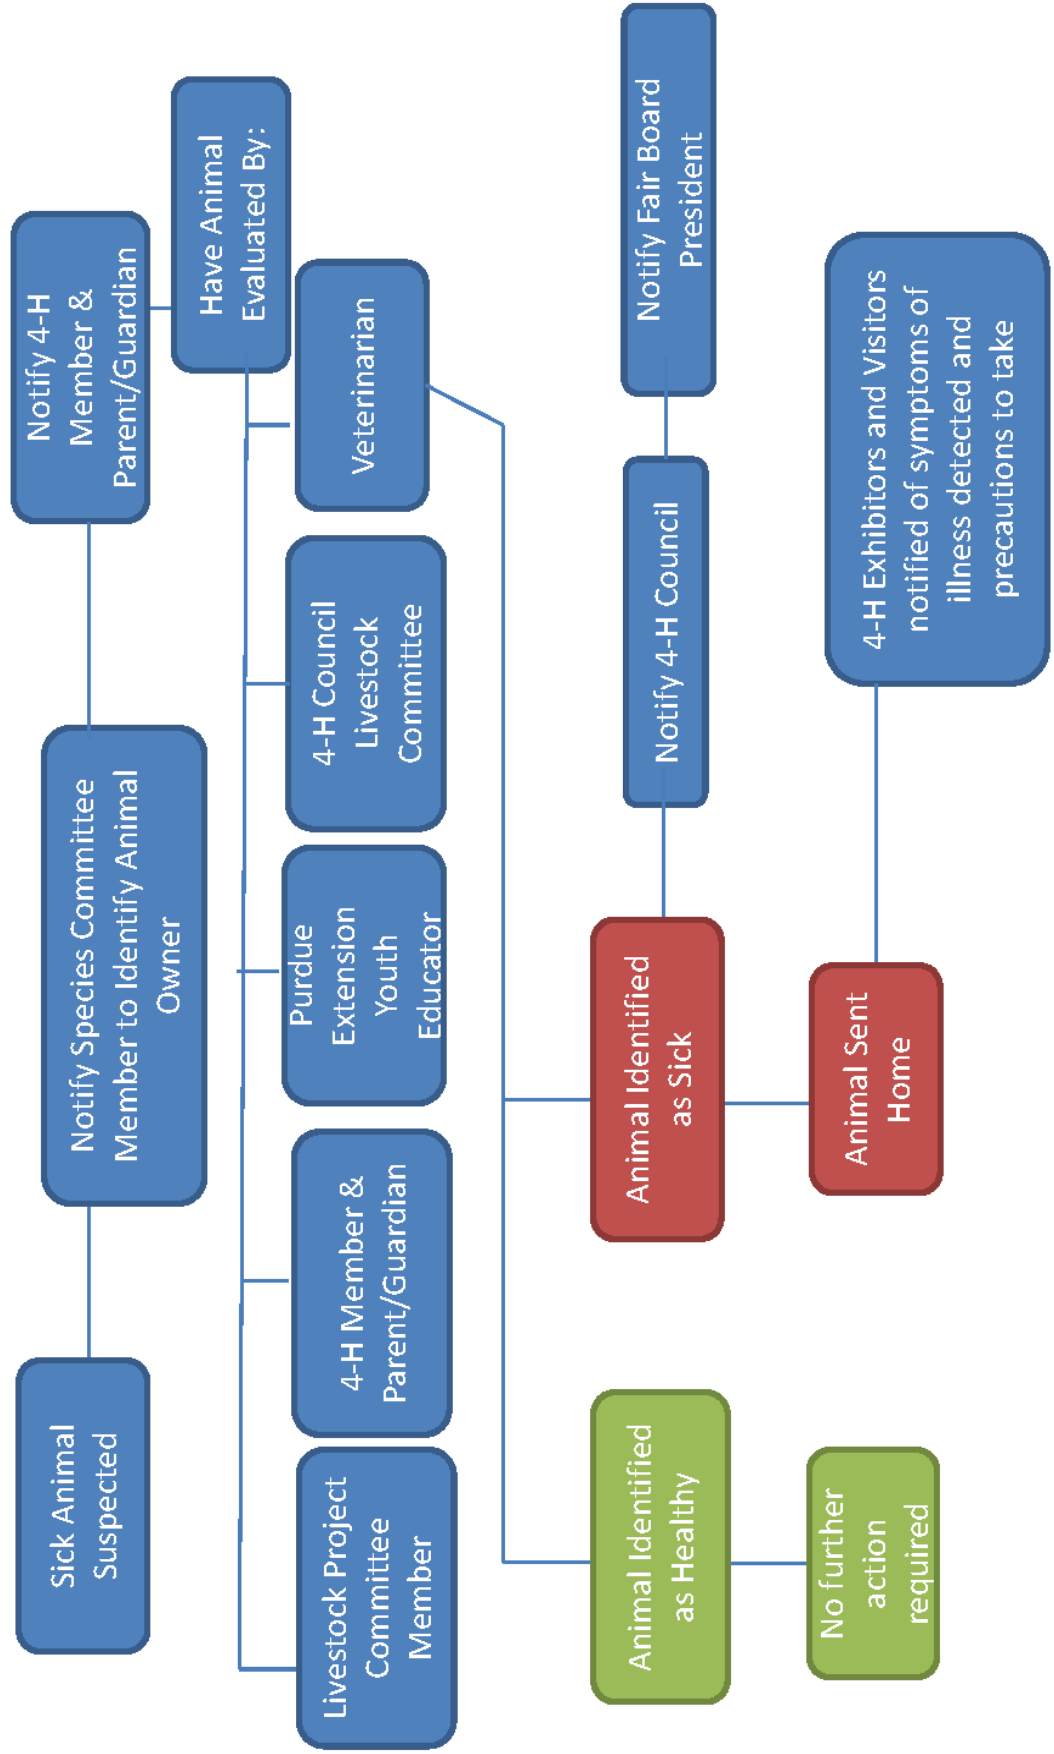 Sick Animal
Suspected
Notify Species Committee
Member to Identify Animal
Owner
Notify 4-H
Member &
Parent/Guardian
Have Animal
Evaluated By:
Livestock Project
Committee
Member
4-H Member &
Parent/Guardian
Purdue
Extension
Youth
Educator
4-H Council
Livestock
Committee
Veterinarian
Animal Identified
as Healthy
Animal Identified
as Sick
Notify 4-H Council
Notify Fair Board
President
No further
action
required
Animal Sent
Home
4-H Exhibitors and Visitors
notified of symptoms of
illness detected and
precautions to take